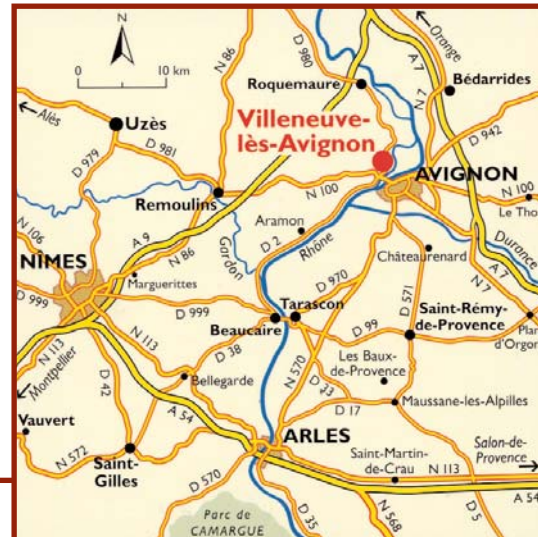 N
0 10 km
N 86
D 980
Orange
A 7
Roquemaure
Bédarrides
N 7
Alès
Uzès
Villeneuve-
lès-Avignon
D 942
D 979
D 981
AVIGNON
N 100
N 100
Remoulins
Le Tho
Aramon
N 106
A 9
N 86
Gardon
D 2
Rhône
Durance
Châteaurenard
NÎMES
A 7
Marguerittes
D 970
N 7
D 999
D 999
Tarascon
D 571
Saint-Rémy-
de-Provence
Beaucaire
D 99
Plan
d'Orgon
N 113
N 113
D 38
Les Baux-
de-Provence
Montpellier
N 570
D 33
Bellegarde
Maussane-les-Alpilles
D 42
D 17
Vauvert
A 54
ARLES
Salon-de-
Provence
N 572
Saint-
Gilles
Saint-Martin-
de-Crau
N 113
D 570
A 54
Parc de
CAMARGUE
D 35
N 568
D 5